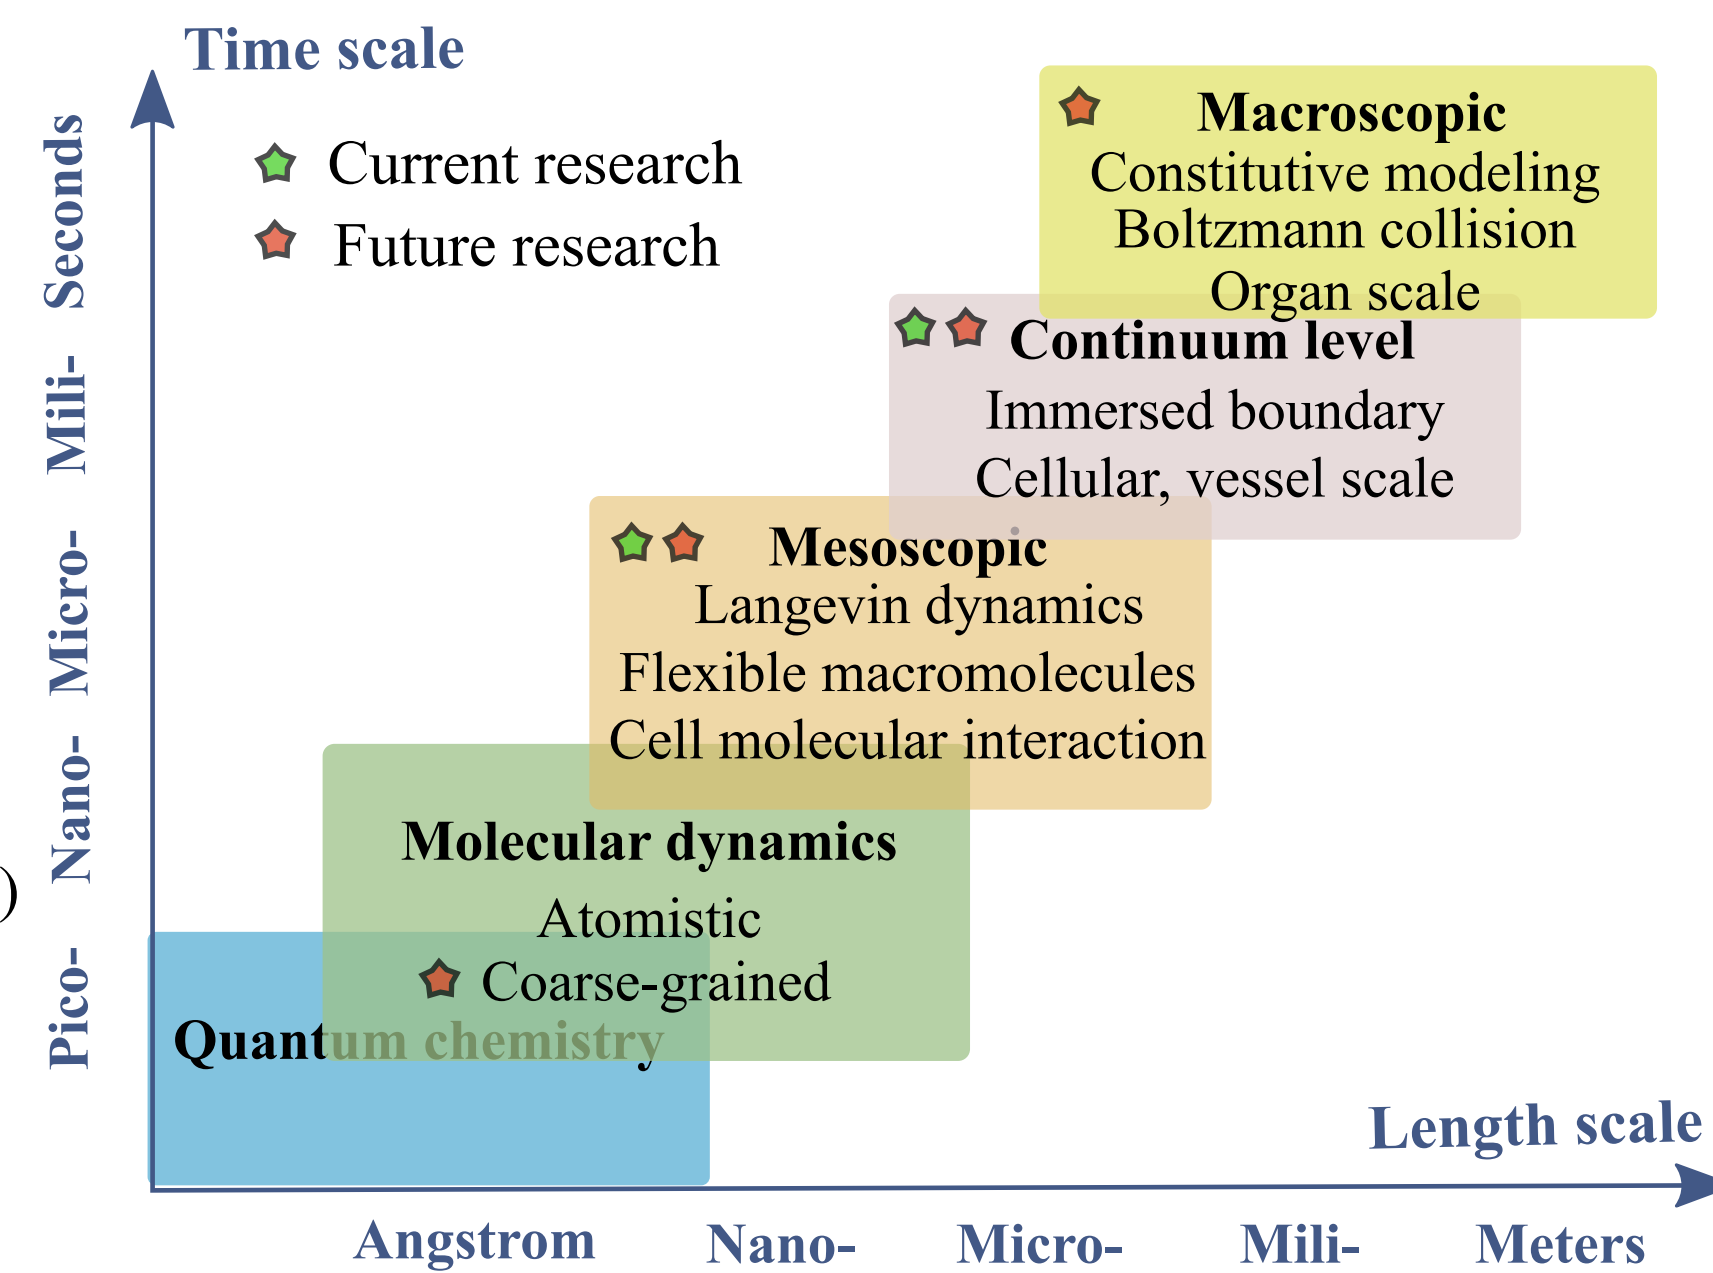 Time scale
Current research
Future research
Seconds
Mili-
Micro-
Nano-
Pico-
)
Macroscopic
Constitutive modeling
Boltzmann collision
Organ scale
Continuum level
Immersed boundary
Cellular, vessel scale
Mesoscopic
Langevin dynamics
Flexible macromolecules
Cell molecular interaction
Molecular dynamics
Atomistic
Coarse-grained
Quantum chemistry
Length scale
Angstrom
Nano-
Micro-
Mili-
Meters